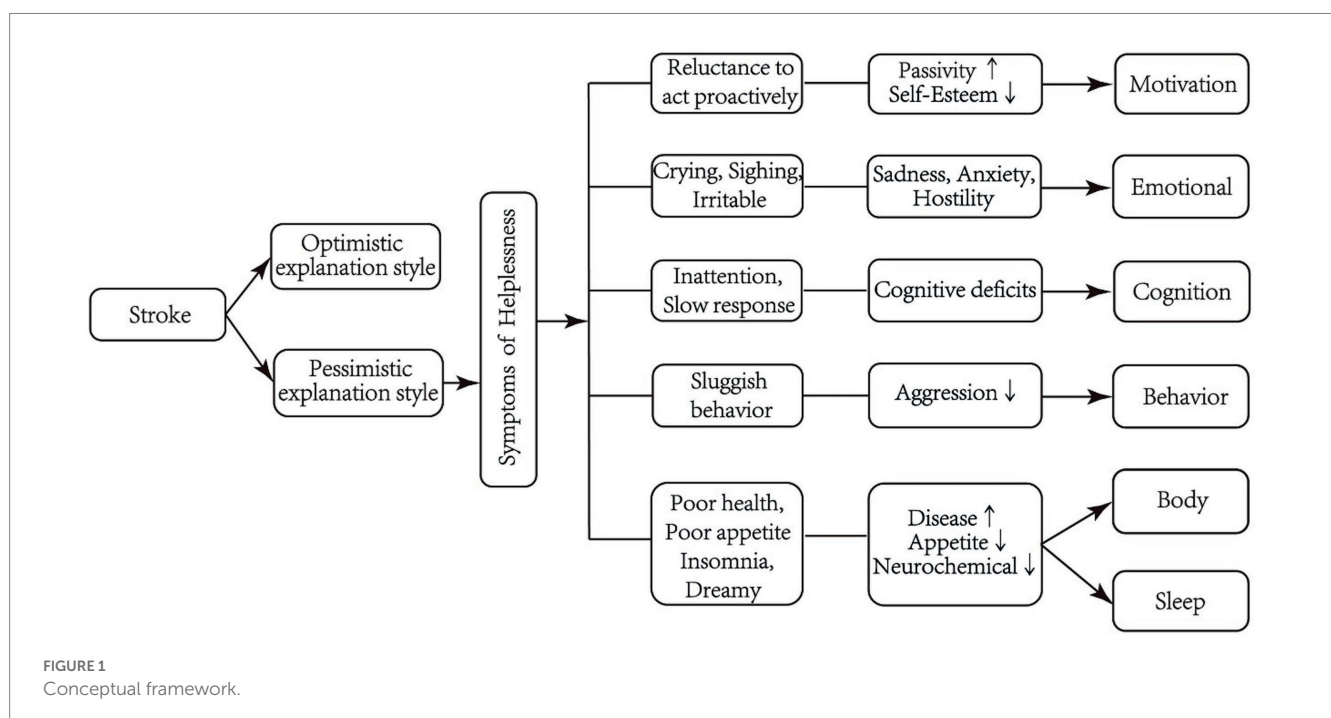 Stroke
Optimistic
explanation style
Pessimistic
explanation style
Symptoms of Helplessness
Reluctance to
act proactively
Passivity ↑
Self-Esteem ↓
Motivation
Crying, Sighing,
Irritable
Sadness, Anxiety,
Hostility
Emotional
Inattention,
Slow response
Cognitive deficits
Cognition
Sluggish
behavior
Aggression ↓
Behavior
Poor health,
Poor appetite
Insomnia,
Dreamy
Disease ↑
Appetite ↓
Neurochemical ↓
Body
Sleep
FIGURE 1
Conceptual framework.